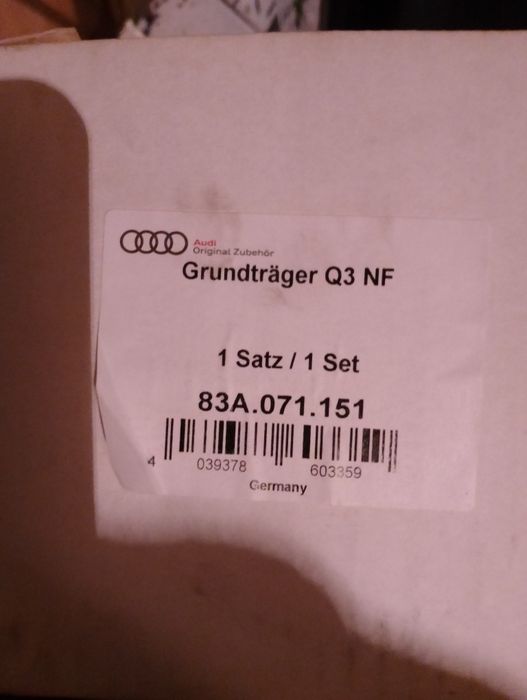 Audi
Original Zubehör
Grundträger Q3 NF
1 Satz / 1 Set
83A.071.151
4 039378 603359
Germany